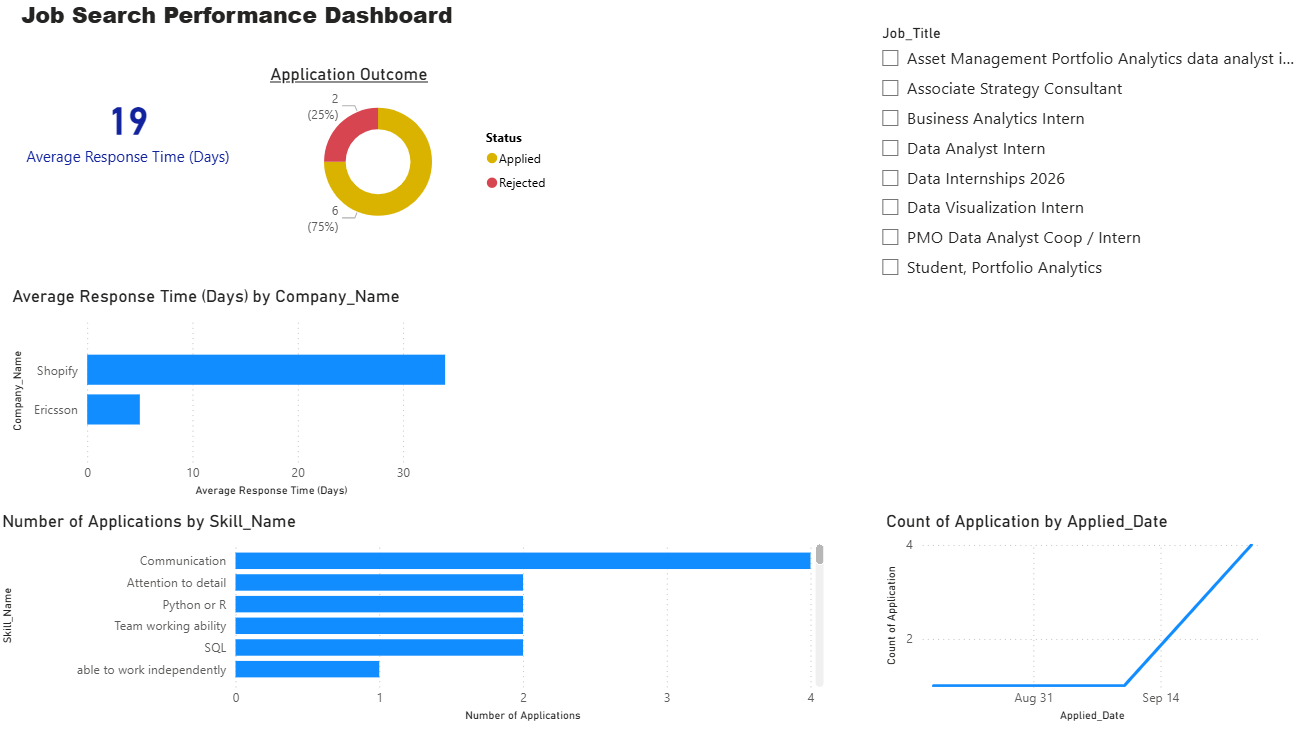 Job Search Performance Dashboard
19
Average Response Time (Days)
Application Outcome
2
(25%)
6
(75%)
Status
Applied
Rejected
Job_Title
Asset Management Portfolio Analytics data analyst i...
Associate Strategy Consultant
Business Analytics Intern
Data Analyst Intern
Data Internships 2026
Data Visualization Intern
PMO Data Analyst Coop / Intern
Student, Portfolio Analytics
Average Response Time (Days) by Company_Name
Company_Name
Shopify
Ericsson
0 10 20 30
Average Response Time (Days)
Number of Applications by Skill_Name
Skill_Name
Communication
Attention to detail
Python or R
Team working ability
SQL
able to work independently
0 1 2 3 4
Number of Applications
Count of Application by Applied_Date
Count of Application
4
2
Aug 31 Sep 14
Applied_Date